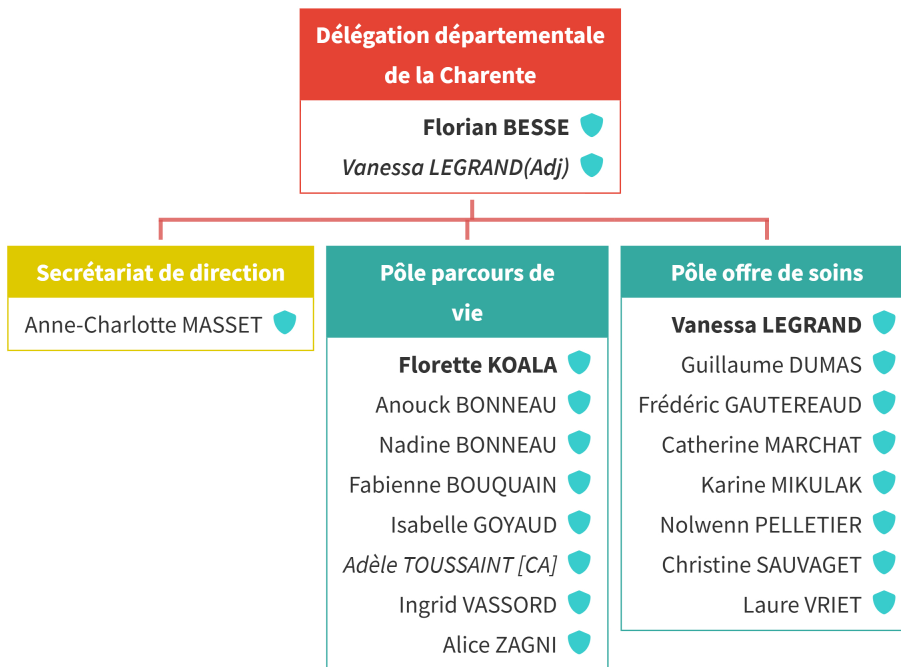 Délégation départementale
de la Charente
Florian BESSE
Vanessa LEGRAND(Adj)
Secrétariat de direction
Anne-Charlotte MASSET
Pôle parcours de
vie
Florette KOALA
Anouck BONNEAU
Nadine BONNEAU
Fabienne BOUQUAIN
Isabelle GOYAUD
Adèle TOUSSAINT [CA]
Ingrid VASSORD
Alice ZAGNI
Pôle offre de soins
Vanessa LEGRAND
Guillaume DUMAS
Frédéric GAUTEREAUD
Catherine MARCHAT
Karine MIKULAK
Nolwenn PELLETIER
Christine SAUVAGET
Laure VRIET